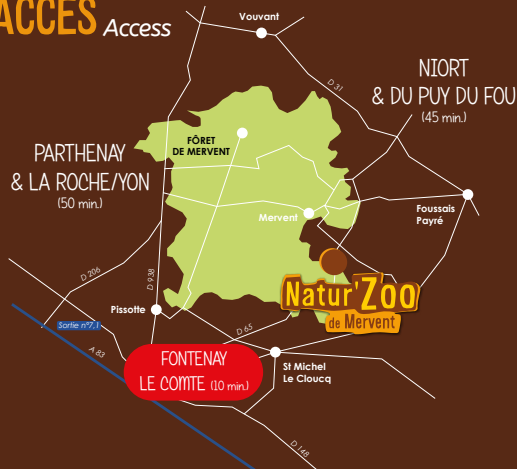 ACCÈS Access
Vouvant
D 31
NIORT
& DU PUY DU FOU
(45 min.)
FÔRET
DE MERVENT
PARTHENAY
& LA ROCHE/YON
(50 min.)
Mervent
Foussais
Payré
D 206
D 938
Natur'Zoo
de Mervent
Pissotte
Sortie n°7,1
D 65
A 83
FONTENAY
LE COMTE (10 min.)
St Michel
Le Cloucq
D 148